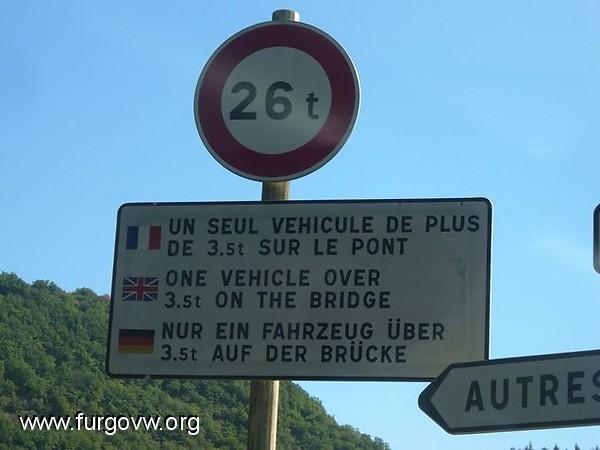 26t
UN SEUL VEHICULE DE PLUS
DE 3.5t SUR LE PONT
ONE VEHICLE OVER
3.5t ON THE BRIDGE
NUR EIN FAHRZEUG ÜBER
3.5t AUF DER BRÜCKE
AUTRES
www.furgovw.org